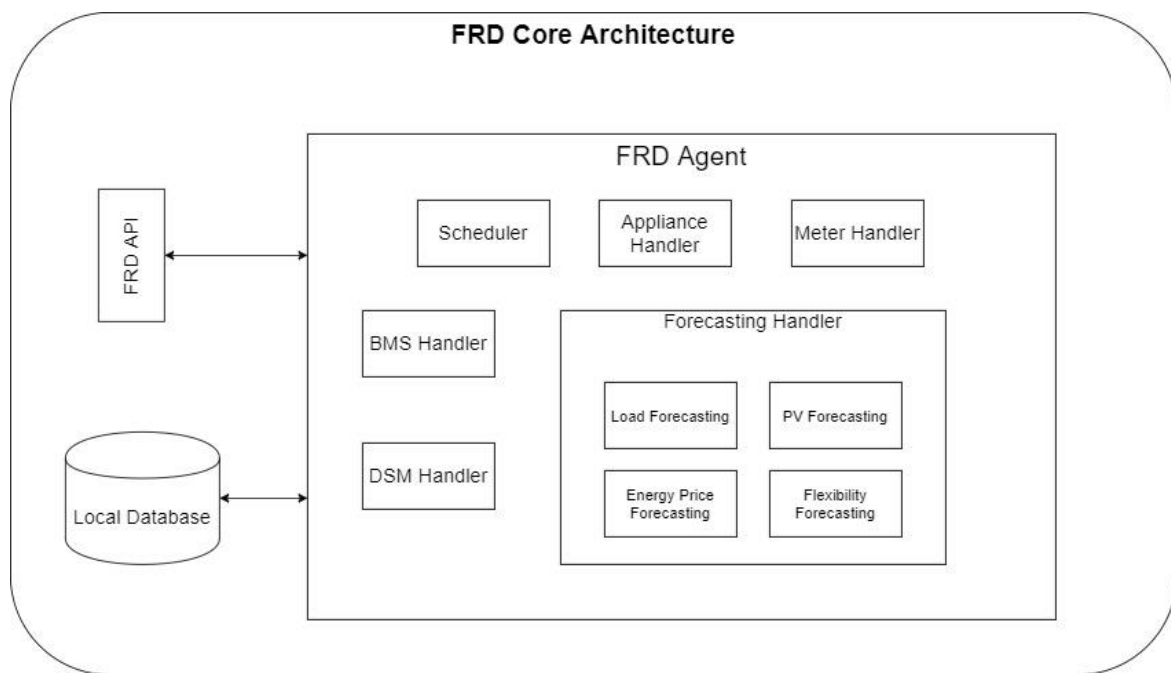 FRD Core Architecture
FRD Agent
FRD API
Scheduler
Appliance
Handler
Meter Handler
BMS Handler
Forecasting Handler
Load Forecasting
PV Forecasting
DSM Handler
Energy Price
Forecasting
Flexibility
Forecasting
Local Database